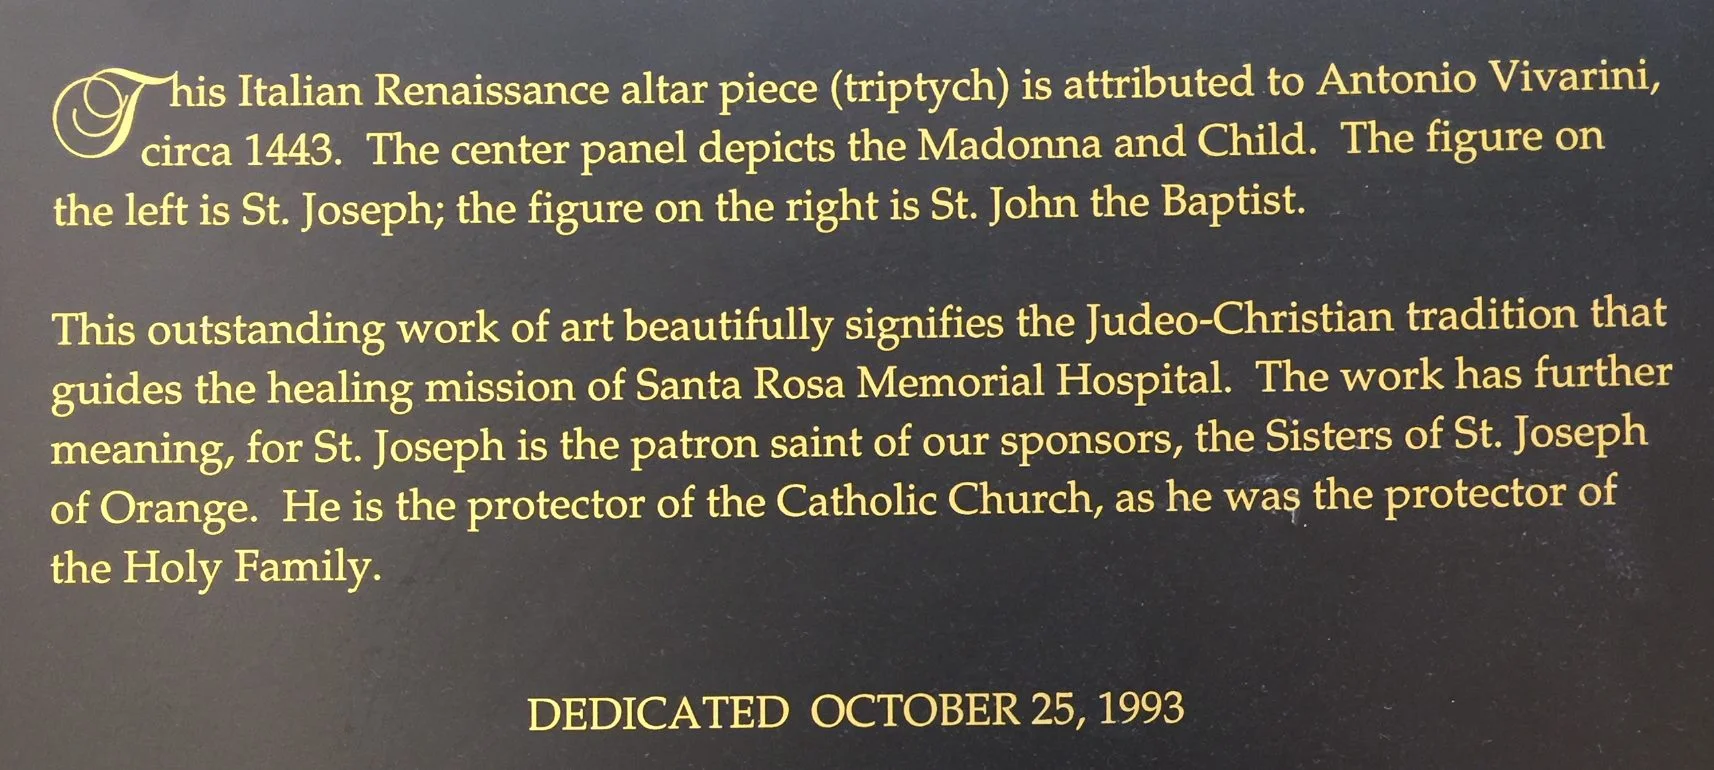 This Italian Renaissance altar piece (triptych) is attributed to Antonio Vivarini,
circa 1443. The center panel depicts the Madonna and Child. The figure on
the left is St. Joseph; the figure on the right is St. John the Baptist.
This outstanding work of art beautifully signifies the Judeo-Christian tradition that
guides the healing mission of Santa Rosa Memorial Hospital. The work has further
meaning, for St. Joseph is the patron saint of our sponsors, the Sisters of St. Joseph
of Orange. He is the protector of the Catholic Church, as he was the protector of
the Holy Family.
DEDICATED OCTOBER 25, 1993